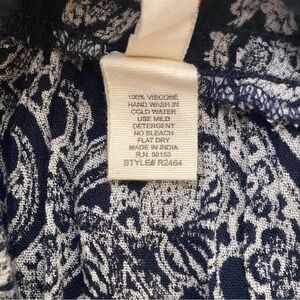 100% VISCOSE
HAND WASH IN
COLD WATER
USE MILD
DETERGENT
NO BLEACH
FLAT DRY
MADE IN INDIA
R.N. 58153
STYLE# R2464